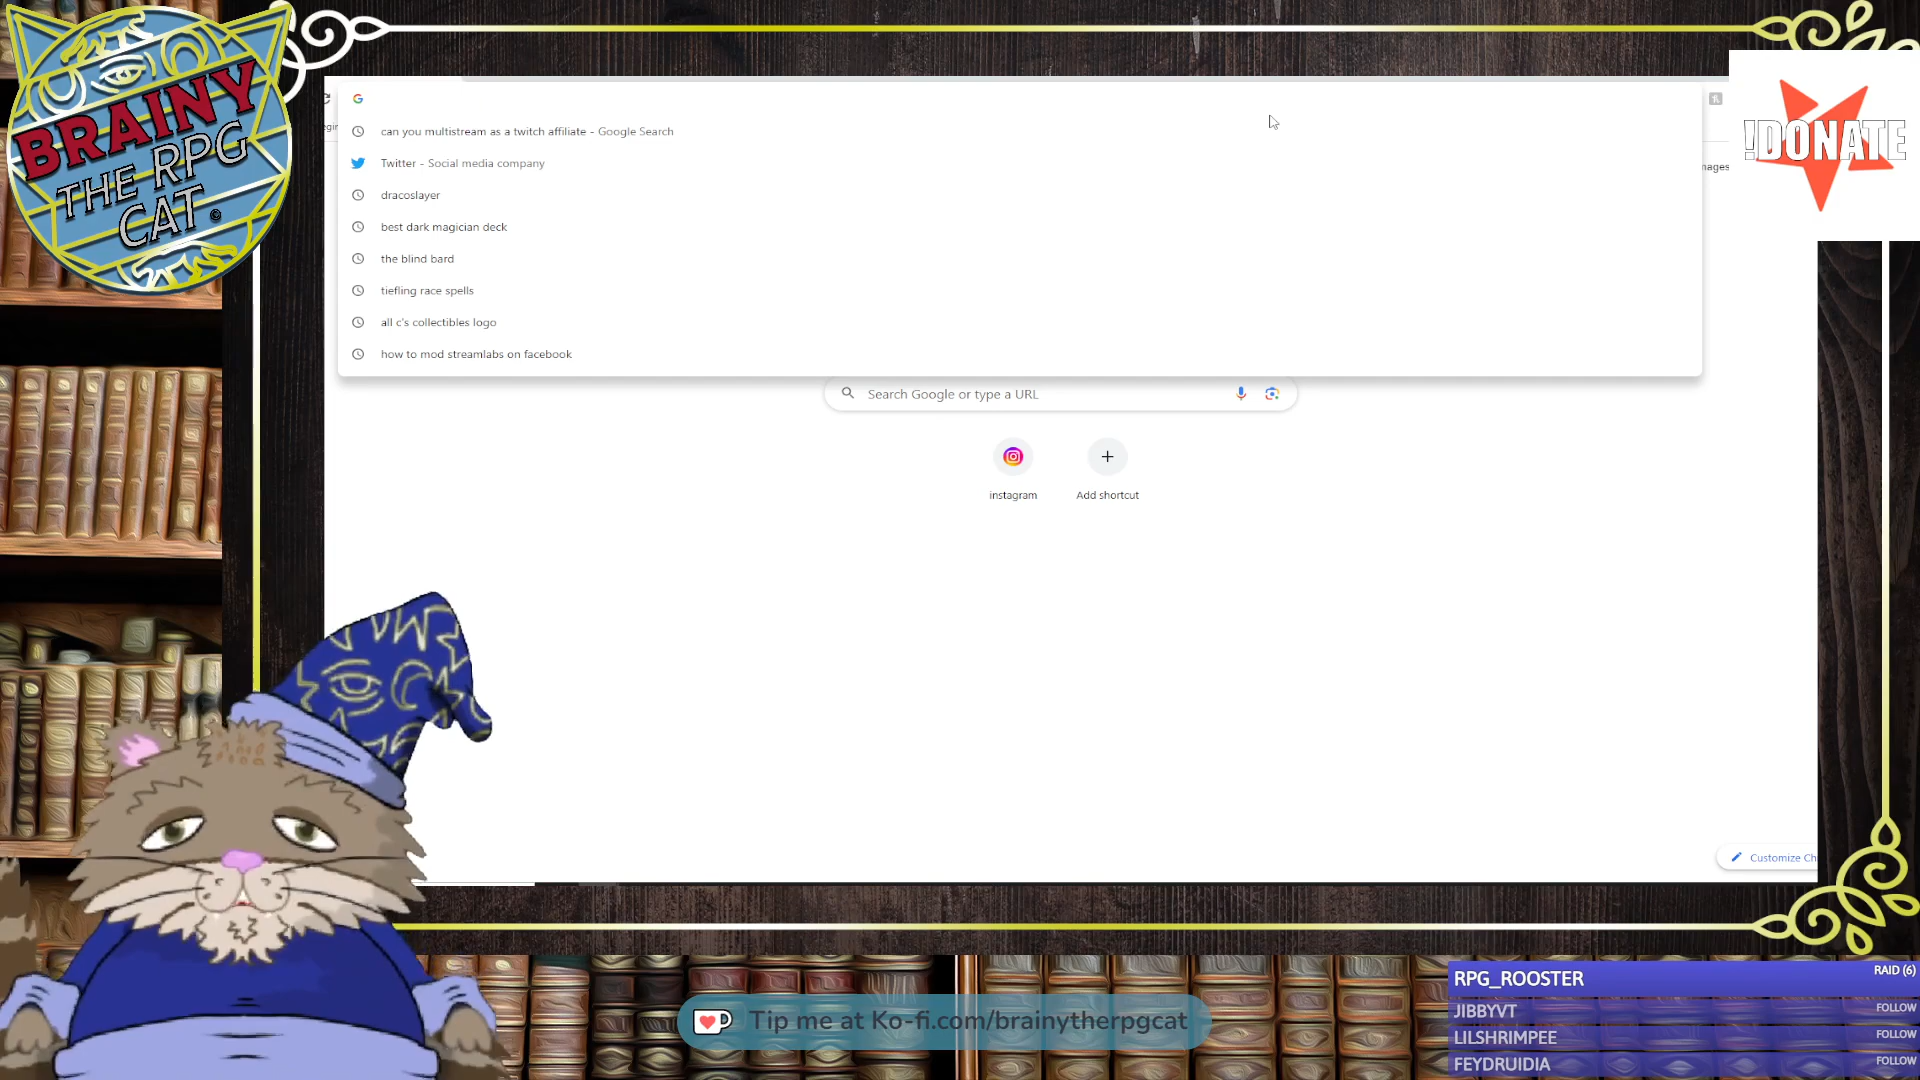 BRAINY
THE RPG
CAT
©
can you multistream as a twitch affiliate - Google Search
Twitter - Social media company
dracoslayer
best dark magician deck
the blind bard
tiefling race spells
all c's collectibles logo
how to mod streamlabs on facebook
!DONATE
Search Google or type a URL
instagram
Add shortcut
Customize Ch
Tip me at Ko-fi.com/brainytherpgcat
RPG_ROOSTER RAID (6)
JIBBYVT FOLLOW
LILSHRIMPEE FOLLOW
FEYDRUIDIA FOLLOW